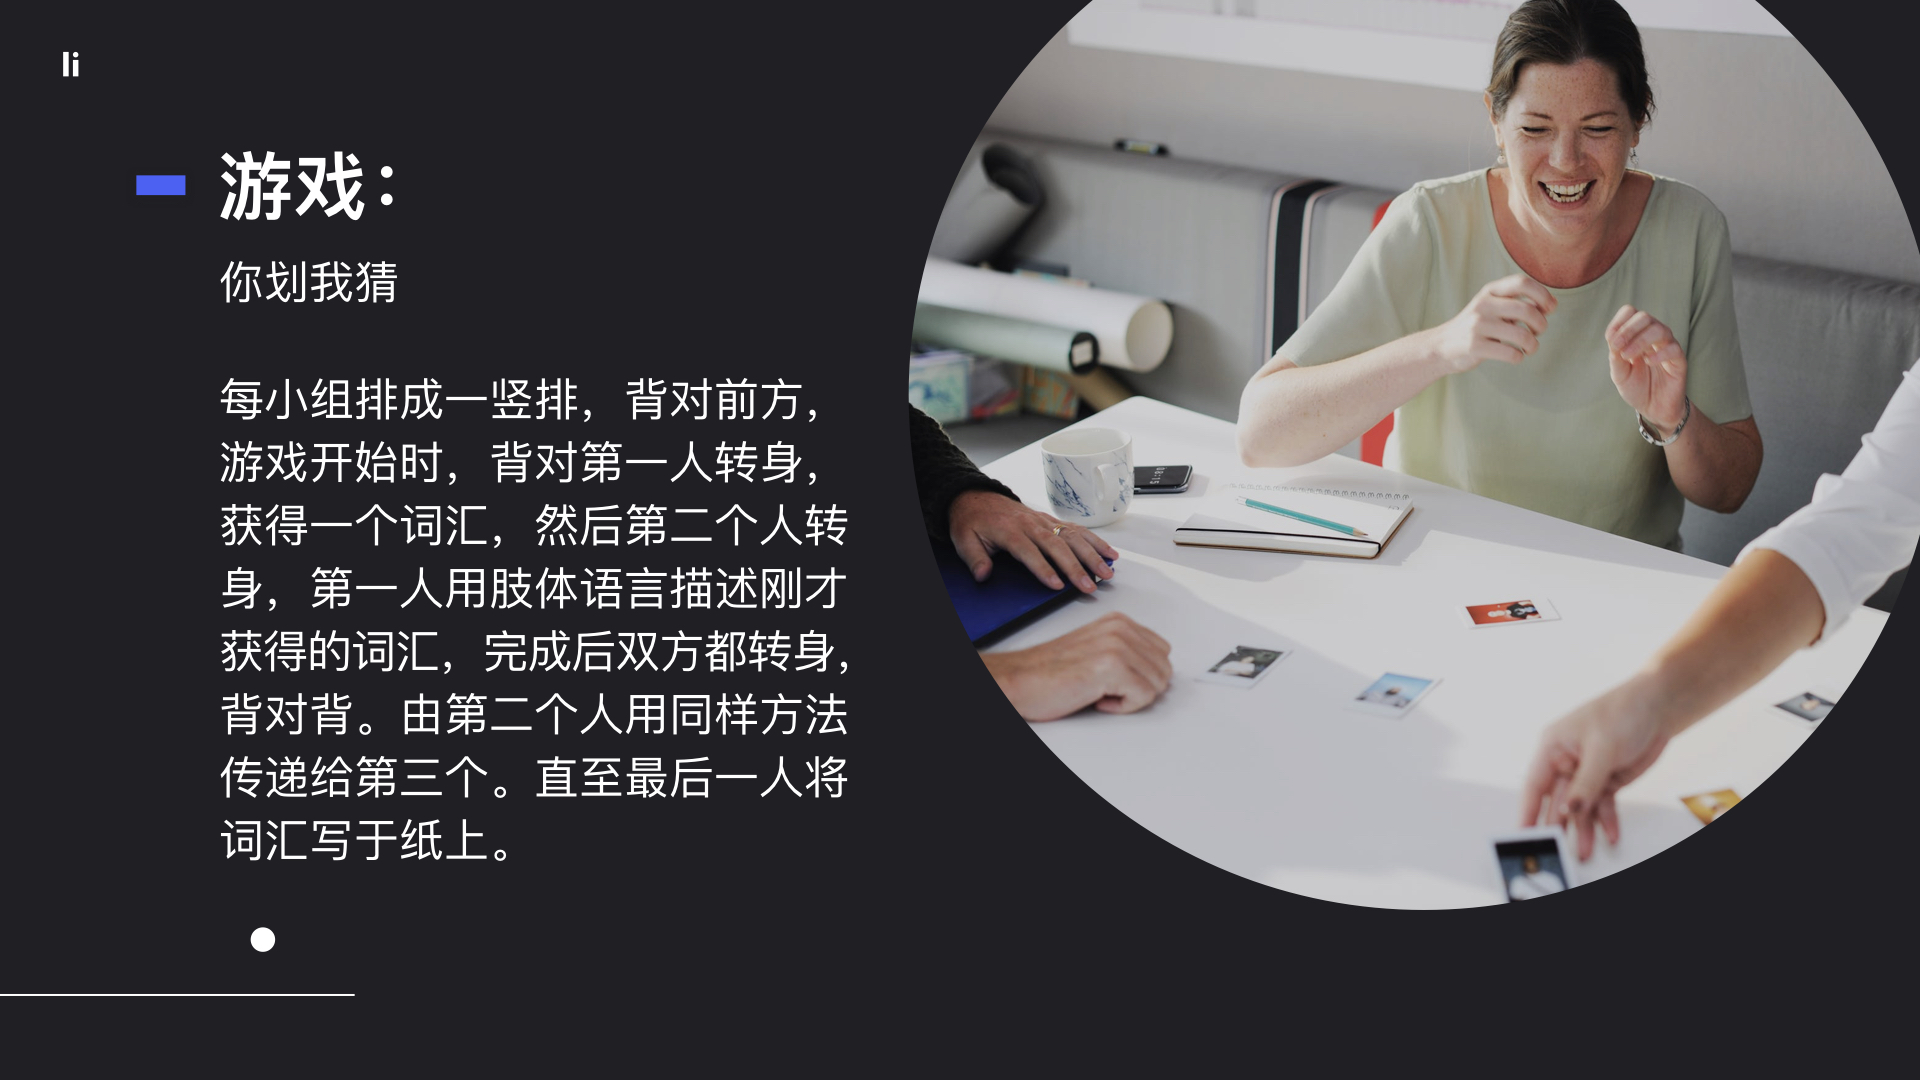 li
游戏：
你划我猜
每小组排成一竖排，背对前方，
游戏开始时，背对第一人转身，
获得一个词汇，然后第二个人转
身，第一人用肢体语言描述刚才
获得的词汇，完成后双方都转身，
背对背。由第二个人用同样方法
传递给第三个。直至最后一人将
词汇写于纸上。